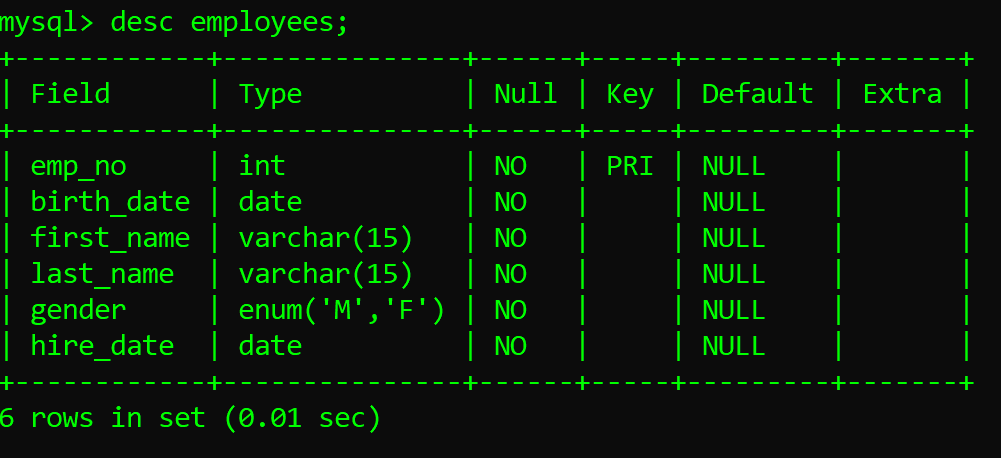 mysql> desc employees;
+------------+---------------+------+-----+---------+-------+
| Field      | Type          | Null | Key | Default | Extra |
+------------+---------------+------+-----+---------+-------+
| emp_no     | int           | NO   | PRI | NULL    |       |
| birth_date | date          | NO   |     | NULL    |       |
| first_name | varchar(15)   | NO   |     | NULL    |       |
| last_name  | varchar(15)   | NO   |     | NULL    |       |
| gender     | enum('M','F') | NO   |     | NULL    |       |
| hire_date  | date          | NO   |     | NULL    |       |
+------------+---------------+------+-----+---------+-------+
6 rows in set (0.01 sec)